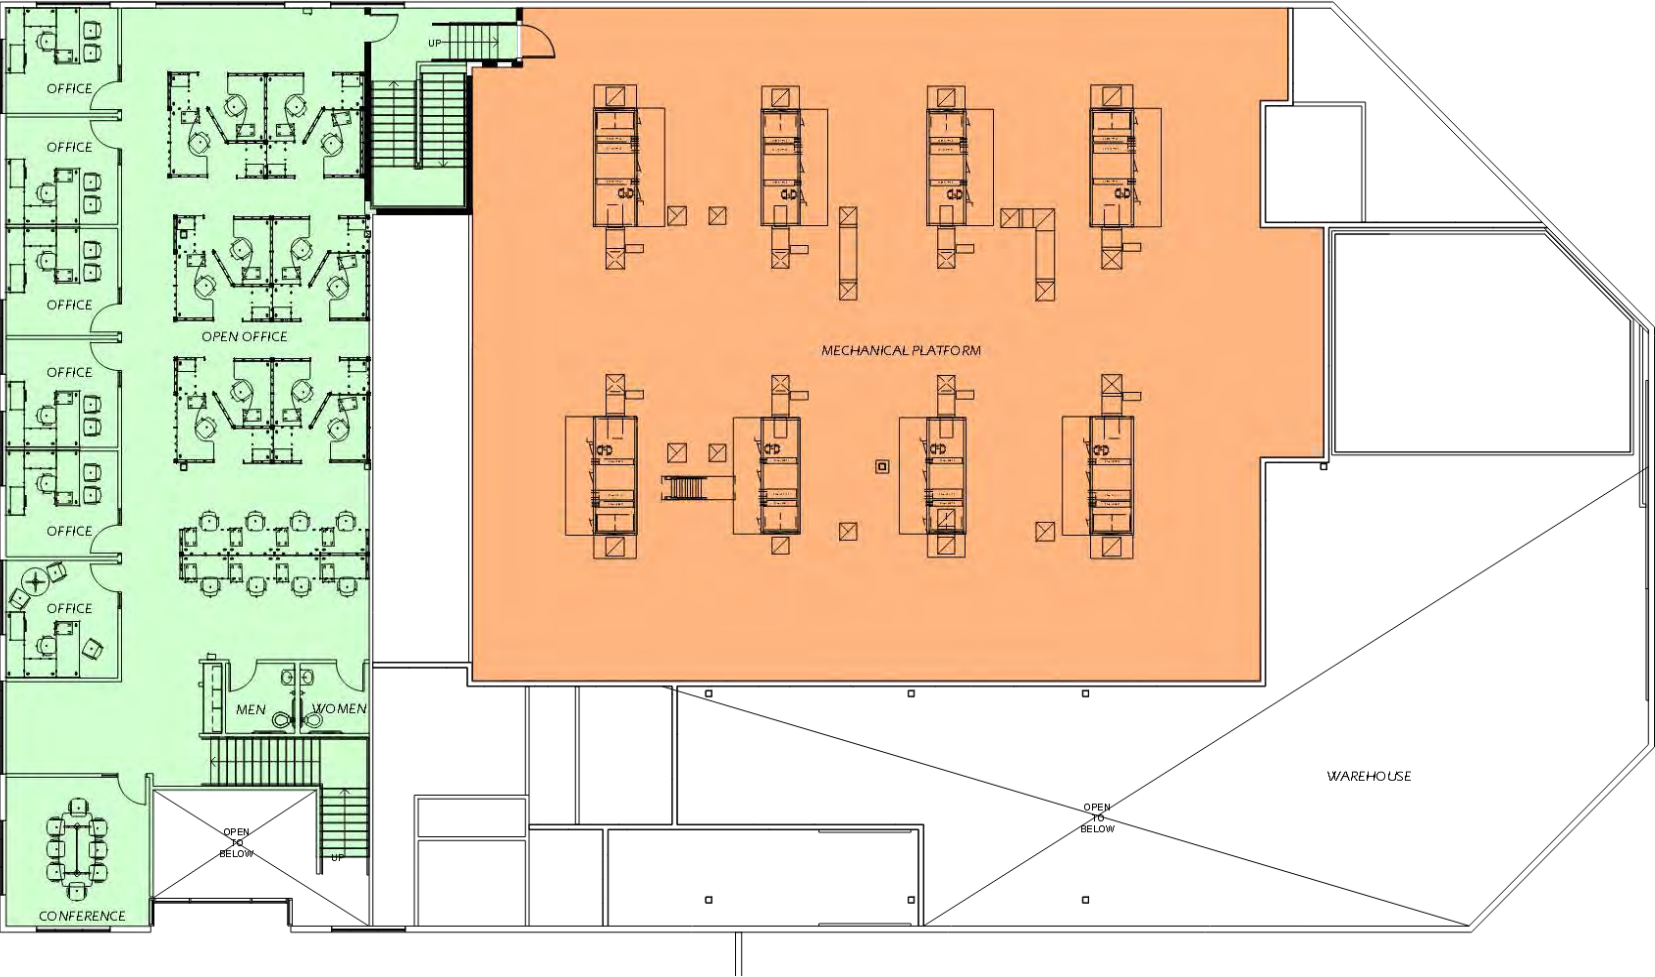 UP
OFFICE
OFFICE
OFFICE
OPEN OFFICE
MECHANICAL PLATFORM
OFFICE
OFFICE
OFFICE
MEN
WOMEN
WAREHOUSE
OPEN
TO
BELOW
OPEN
TO
BELOW
UP
CONFERENCE